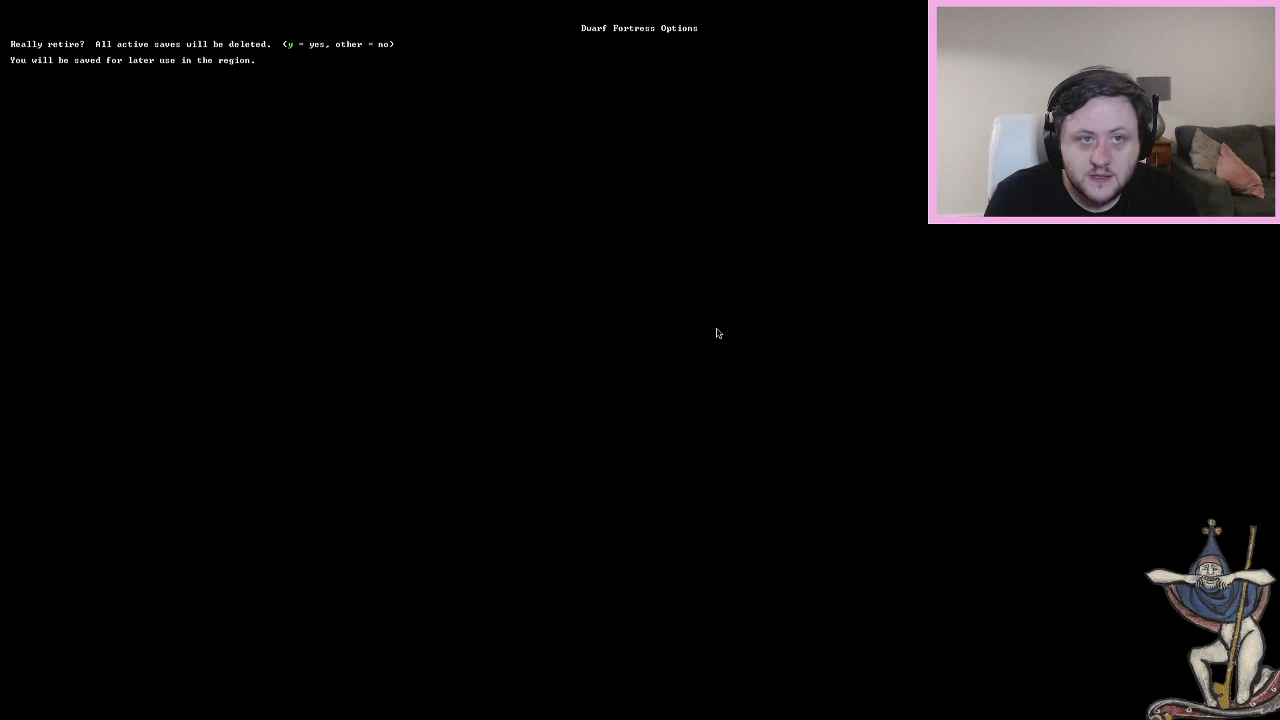 Dwarf Fortress Options
Really retire?  All active saves will be deleted.  (y = yes, other = no)
You will be saved for later use in the region.